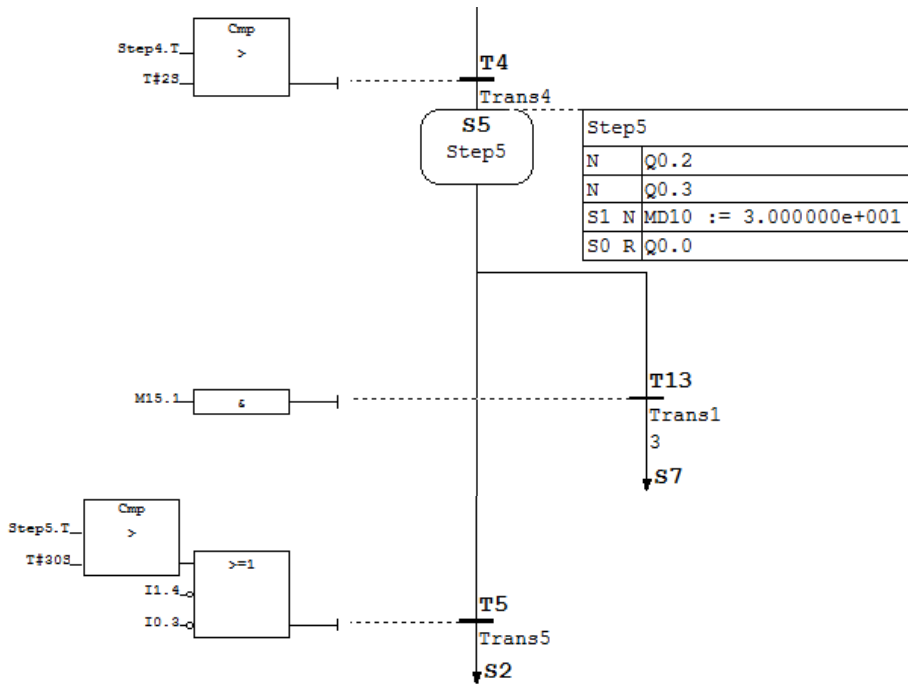 Cmp
>
Step4.T
T#2S
T4
Trans4
S5
Step5
Step5
N Q0.2
N Q0.3
S1 N MD10 := 3.000000e+001
S0 R Q0.0
M15.1
&
T13
Trans1
3
S7
Cmp
>
Step5.T
T#30S
>=1
I1.4
I0.3
T5
Trans5
S2